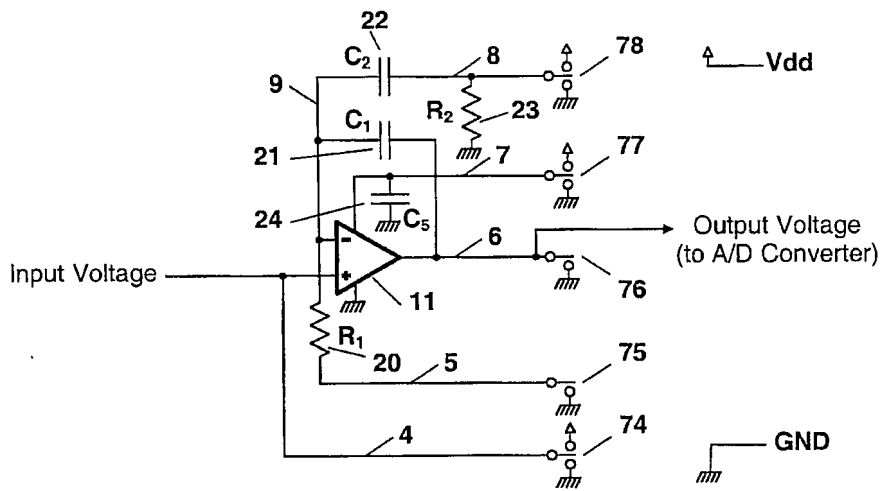 22
78
C₂
8
Vdd
9
R₂
23
C₁
21
7
77
24
C₅
6
Output Voltage
(to A/D Converter)
−
Input Voltage
+
11
76
R₁
20
5
75
4
74
GND